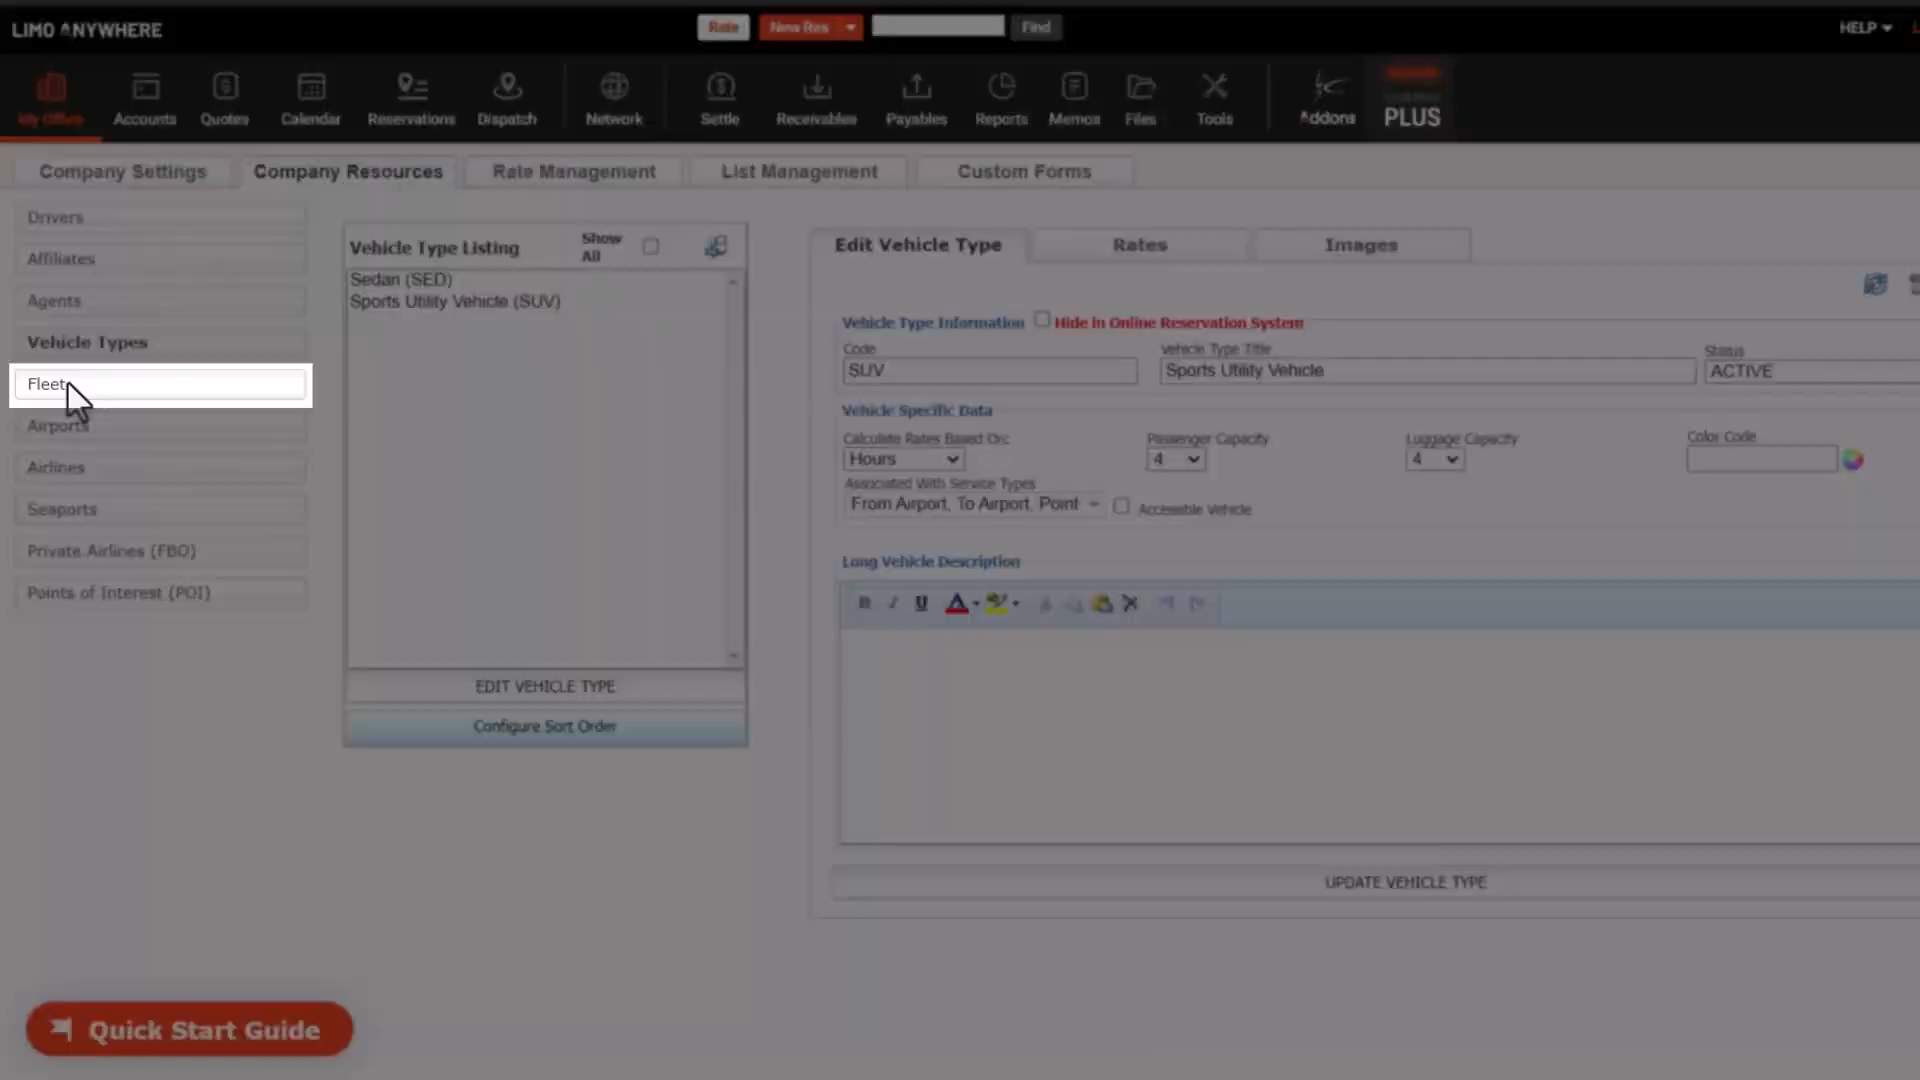 LIMO ANYWHERE
Rate
New Res
Find
HELP
My Office
Accounts
Quotes
Calendar
Reservations
Dispatch
Network
Settle
Receivables
Payables
Reports
Memos
Files
Tools
Addons
PLUS
Company Settings
Company Resources
Rate Management
List Management
Custom Forms
Drivers
Affiliates
Agents
Vehicle Types
Fleet
Airports
Airlines
Seaports
Private Airlines (FBO)
Points of Interest (POI)
Vehicle Type Listing
Show
All
Sedan (SED)
Sports Utility Vehicle (SUV)
EDIT VEHICLE TYPE
Configure Sort Order
Edit Vehicle Type
Rates
Images
Vehicle Type Information
Hide in Online Reservation System
Code
Vehicle Type Title
Status
SUV
Sports Utility Vehicle
ACTIVE
Vehicle Specific Data
Calculate Rates Based On:
Passenger Capacity
Luggage Capacity
Color Code
Hours
4
4
Associated With Service Types
From Airport, To Airport, Point
Accessible Vehicle
Long Vehicle Description
B I U A
UPDATE VEHICLE TYPE
Quick Start Guide